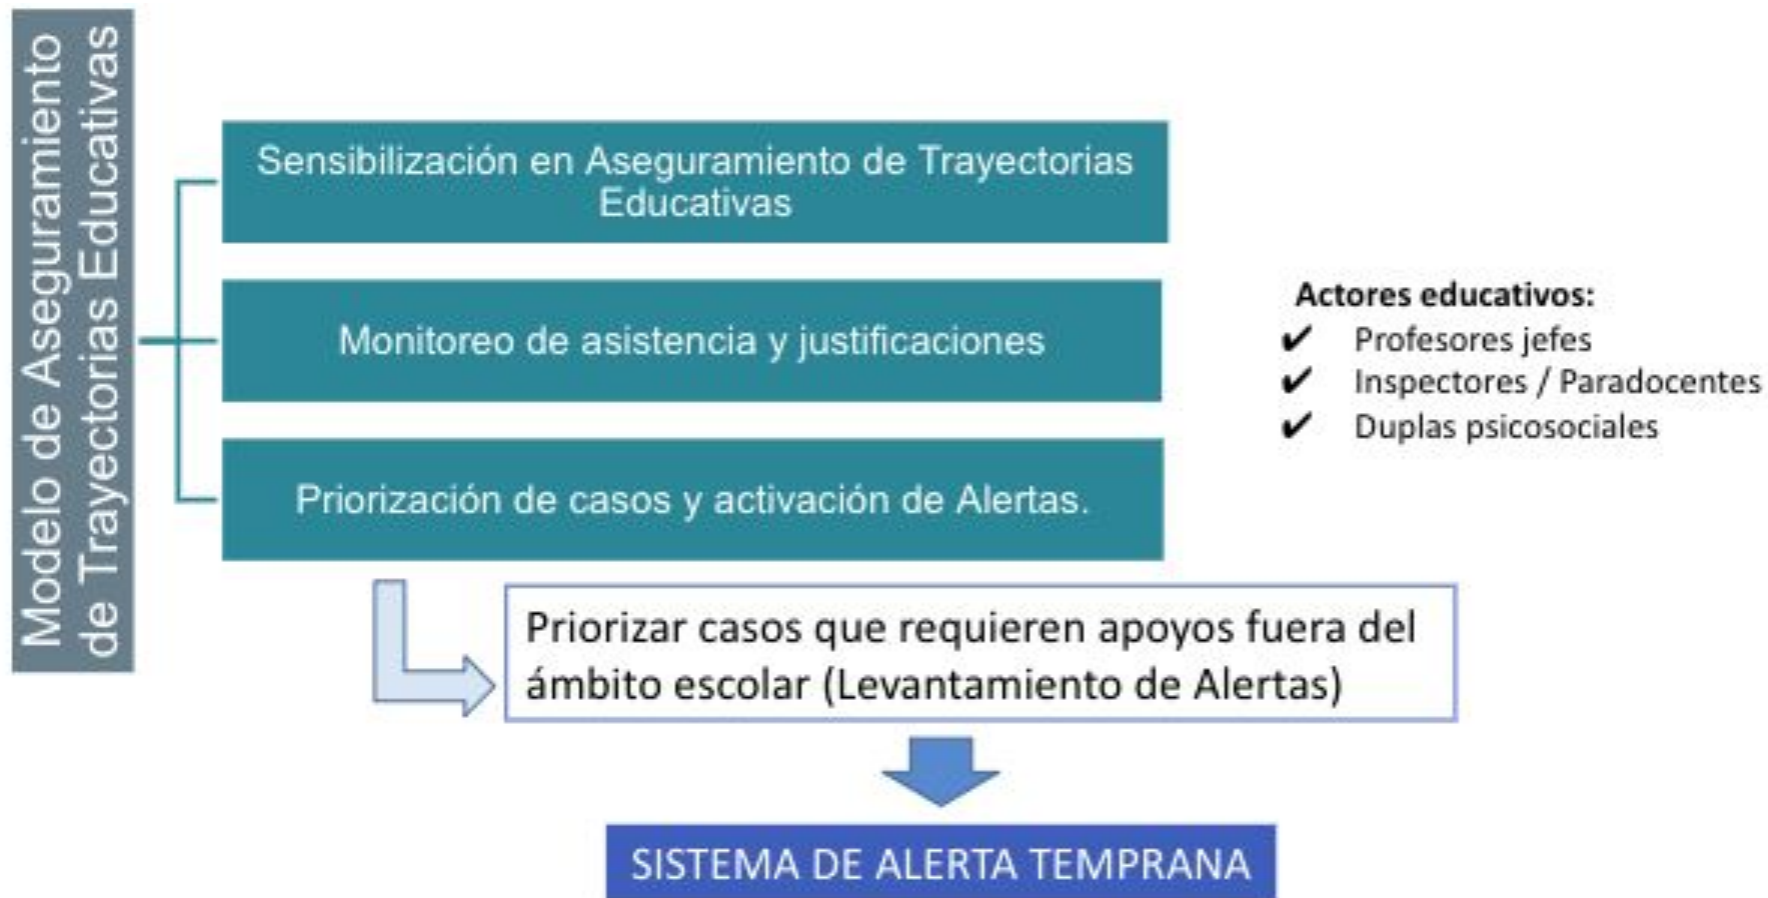 Modelo de Aseguramiento
de Trayectorias Educativas
Sensibilización en Aseguramiento de Trayectorias
Educativas
Monitoreo de asistencia y justificaciones
Priorización de casos y activación de Alertas.
Actores educativos:
✔ Profesores jefes
✔ Inspectores / Paradocentes
✔ Duplas psicosociales
Priorizar casos que requieren apoyos fuera del
ámbito escolar (Levantamiento de Alertas)
SISTEMA DE ALERTA TEMPRANA